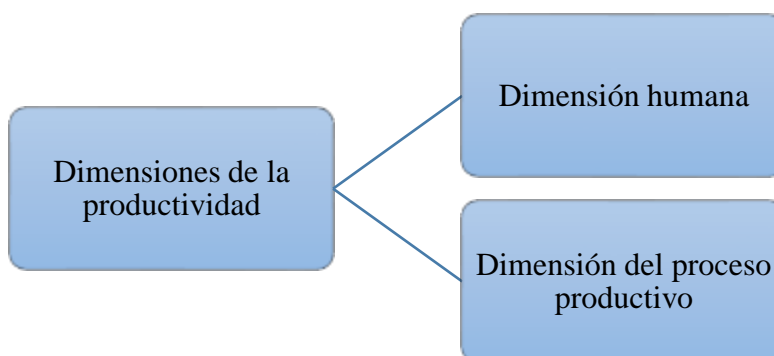 Dimensiones de la
productividad
Dimensión humana
Dimensión del proceso
productivo